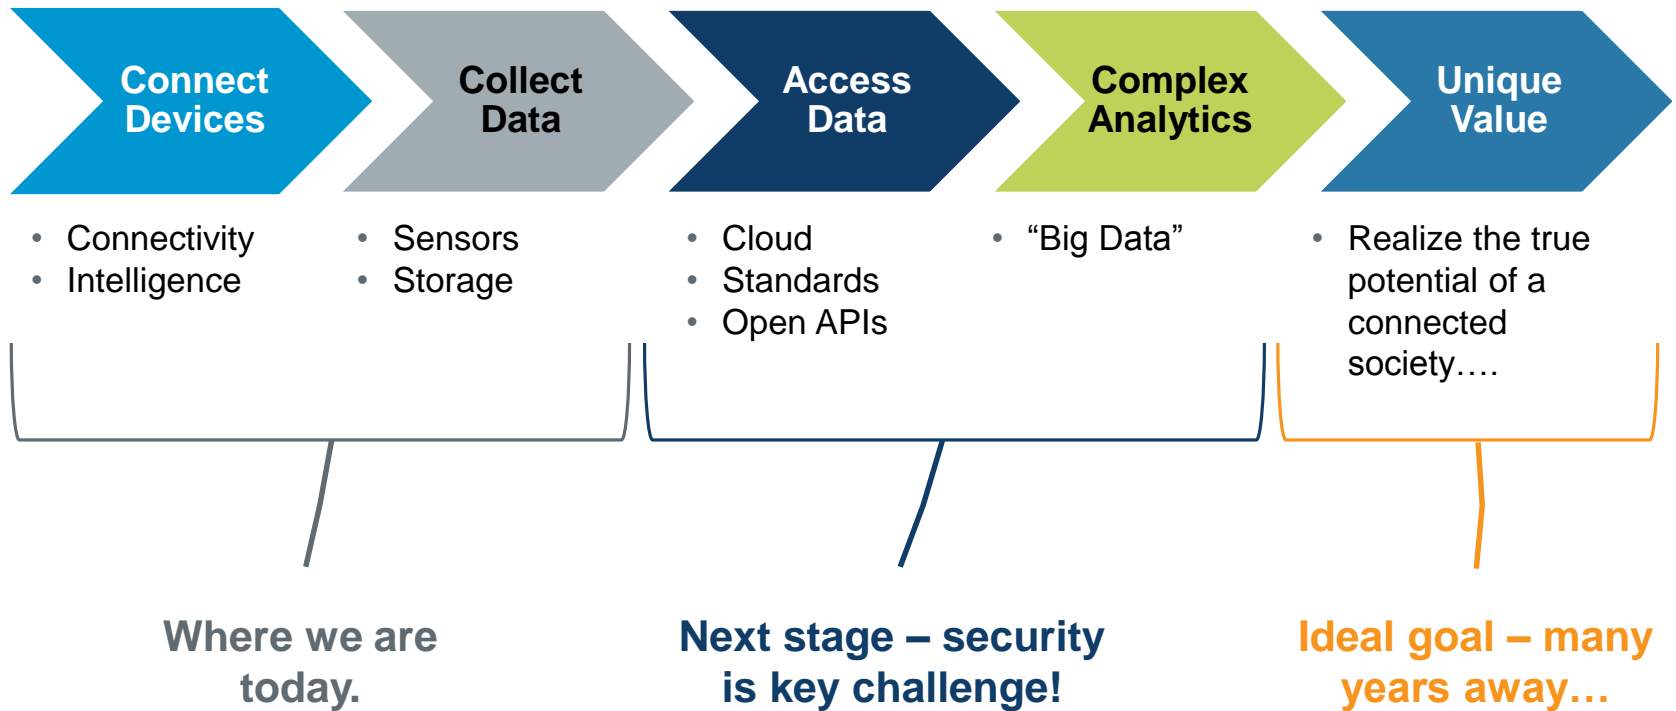 Connect
Devices
Collect
Data
Access
Data
Complex
Analytics
Unique
Value
• Connectivity
• Intelligence
• Sensors
• Storage
• Cloud
• Standards
• Open APIs
• “Big Data”
• Realize the true
potential of a
connected
society….
Where we are
today.
Next stage – security
is key challenge!
Ideal goal – many
years away…